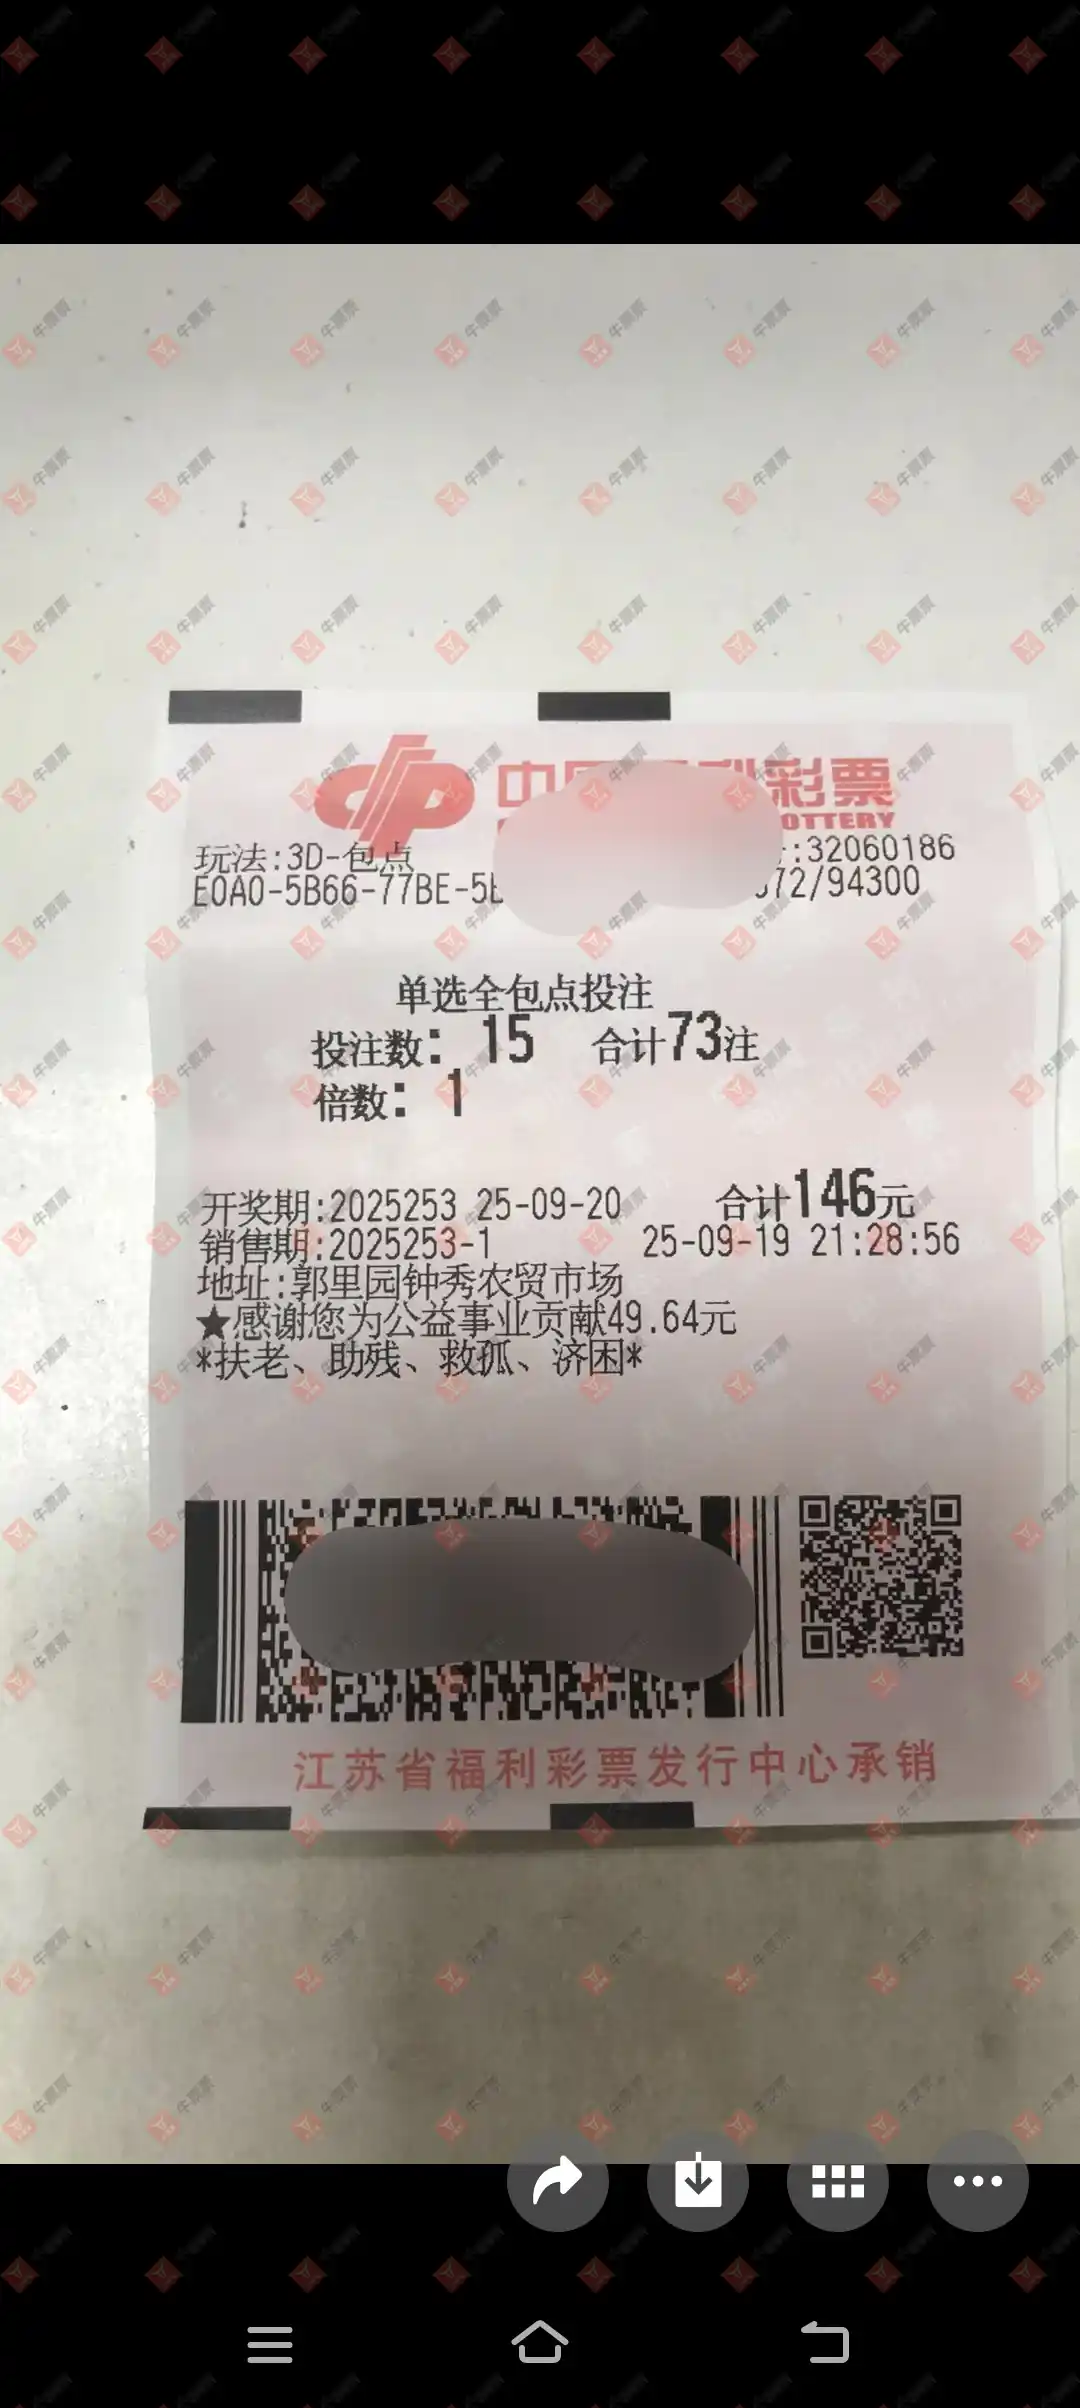 中
彩票
OTTERY
玩法:3D-包点
:32060186
E0A0-5B66-77BE-5
72/94300
单选全包点投注
投注数: 15 合计73注
倍数: 1
开奖期:2025253 25-09-20 合计146元
销售期:2025253-1 25-09-19 21:28:56
地址:郭里园钟秀农贸市场
★感谢您为公益事业贡献49.64元
*扶老、助残、救孤、济困*
江苏省福利彩票发行中心承销
牛票票